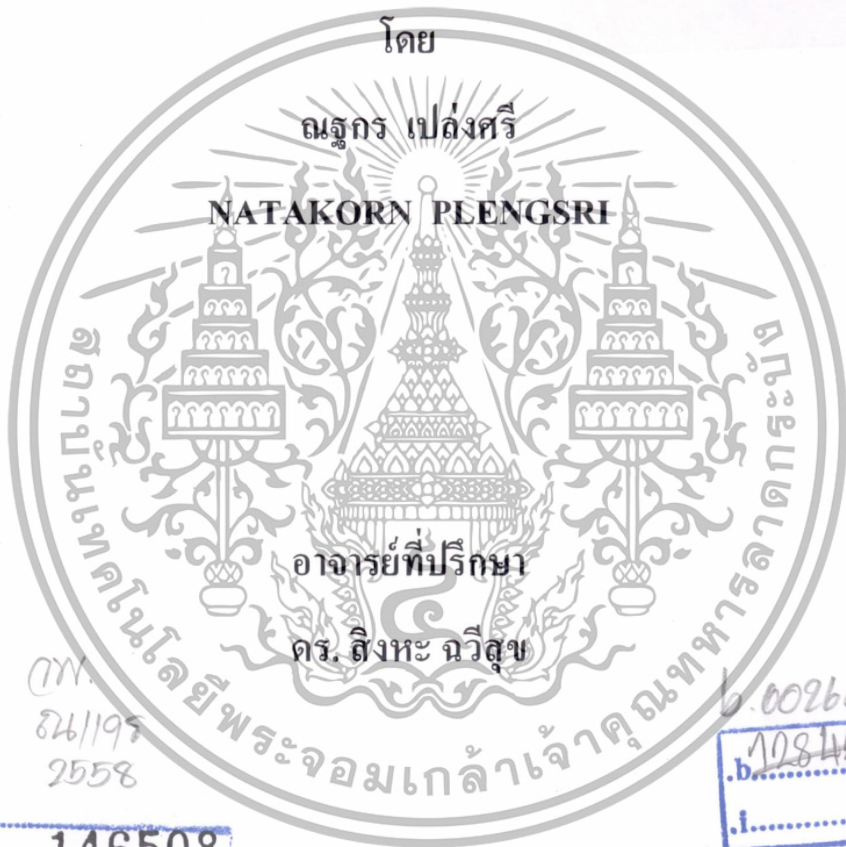 โดย
ณฐกร เปล่งศรี
NATAKORN PLENGSRI
สถาบันเทคโนโลยีพระจอมเกล้าเจ้าคุณทหารลาดกระบัง
อาจารย์ที่ปรึกษา
ดร. สิงหะ ฉวีสุข
2558
b.0026
.b.128
.i.
146508